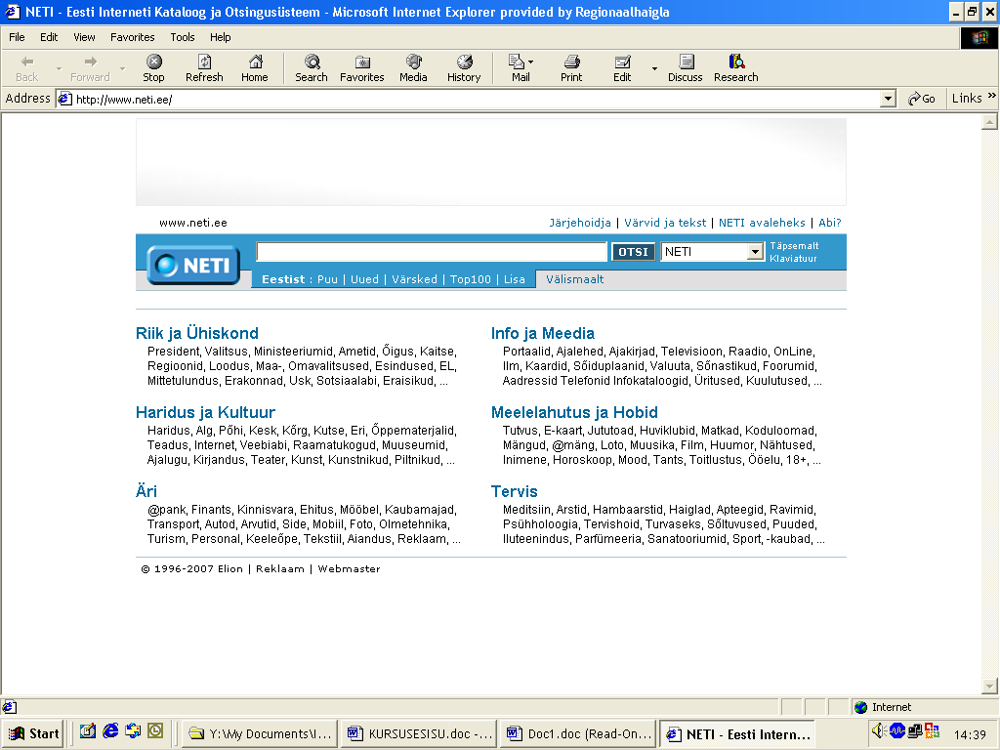 NETI - Eesti Interneti Kataloog ja Otsingusüsteem - Microsoft Internet Explorer provided by Regionaalhaigla
File Edit View Favorites Tools Help
Back Forward Stop Refresh Home Search Favorites Media History Mail Print Edit Discuss Research
Address http://www.neti.ee/ Go Links »
www.neti.ee Järjehoidja | Värvid ja tekst | NETI avaleheks | Abi?
NETI OTSI NETI Täpsemalt
Klaviatuur
Eestist : Puu | Uued | Värsked | Top100 | Lisa Välismaalt
Riik ja Ühiskond
President, Valitsus, Ministeeriumid, Ametid, Õigus, Kaitse,
Regioonid, Loodus, Maa-, Omavalitsused, Esindused, EL,
Mittetulundus, Erakonnad, Usk, Sotsiaalabi, Eraisikud, ...
Info ja Meedia
Portaalid, Ajalehed, Ajakirjad, Televisioon, Raadio, OnLine,
Ilm, Kaardid, Sõiduplaanid, Valuuta, Sõnastikud, Foorumid,
Aadressid Telefonid Infokataloogid, Üritused, Kuulutused, ...
Haridus ja Kultuur
Haridus, Alg, Põhi, Kesk, Kõrg, Kutse, Eri, Õppematerjalid,
Teadus, Internet, Veebiabi, Raamatukogud, Muuseumid,
Ajalugu, Kirjandus, Teater, Kunst, Kunstnikud, Piltnikud, ...
Meelelahutus ja Hobid
Tutvus, E-kaart, Jututoad, Huviklubid, Matkad, Koduloomad,
Mängud, @mäng, Loto, Muusika, Film, Huumor, Nähtused,
Inimene, Horoskoop, Mood, Tants, Toitlustus, Ööelu, 18+, ...
Äri
@pank, Finants, Kinnisvara, Ehitus, Mööbel, Kaubamajad,
Transport, Autod, Arvutid, Side, Mobiil, Foto, Olmetehnika,
Turism, Personal, Keeleõpe, Tekstiil, Aiandus, Reklaam, ...
Tervis
Meditsiin, Arstid, Hambaarstid, Haiglad, Apteegid, Ravimid,
Psühholoogia, Tervishoid, Turvaseks, Sõltuvused, Puuded,
Iluteenindus, Parfümeeria, Sanatooriumid, Sport, -kaubad, ...
© 1996-2007 Elion | Reklaam | Webmaster
Internet
Start Y:\My Documents\I... KURSUSESISU.doc -... Doc1.doc (Read-On... NETI - Eesti Intern... 14:39